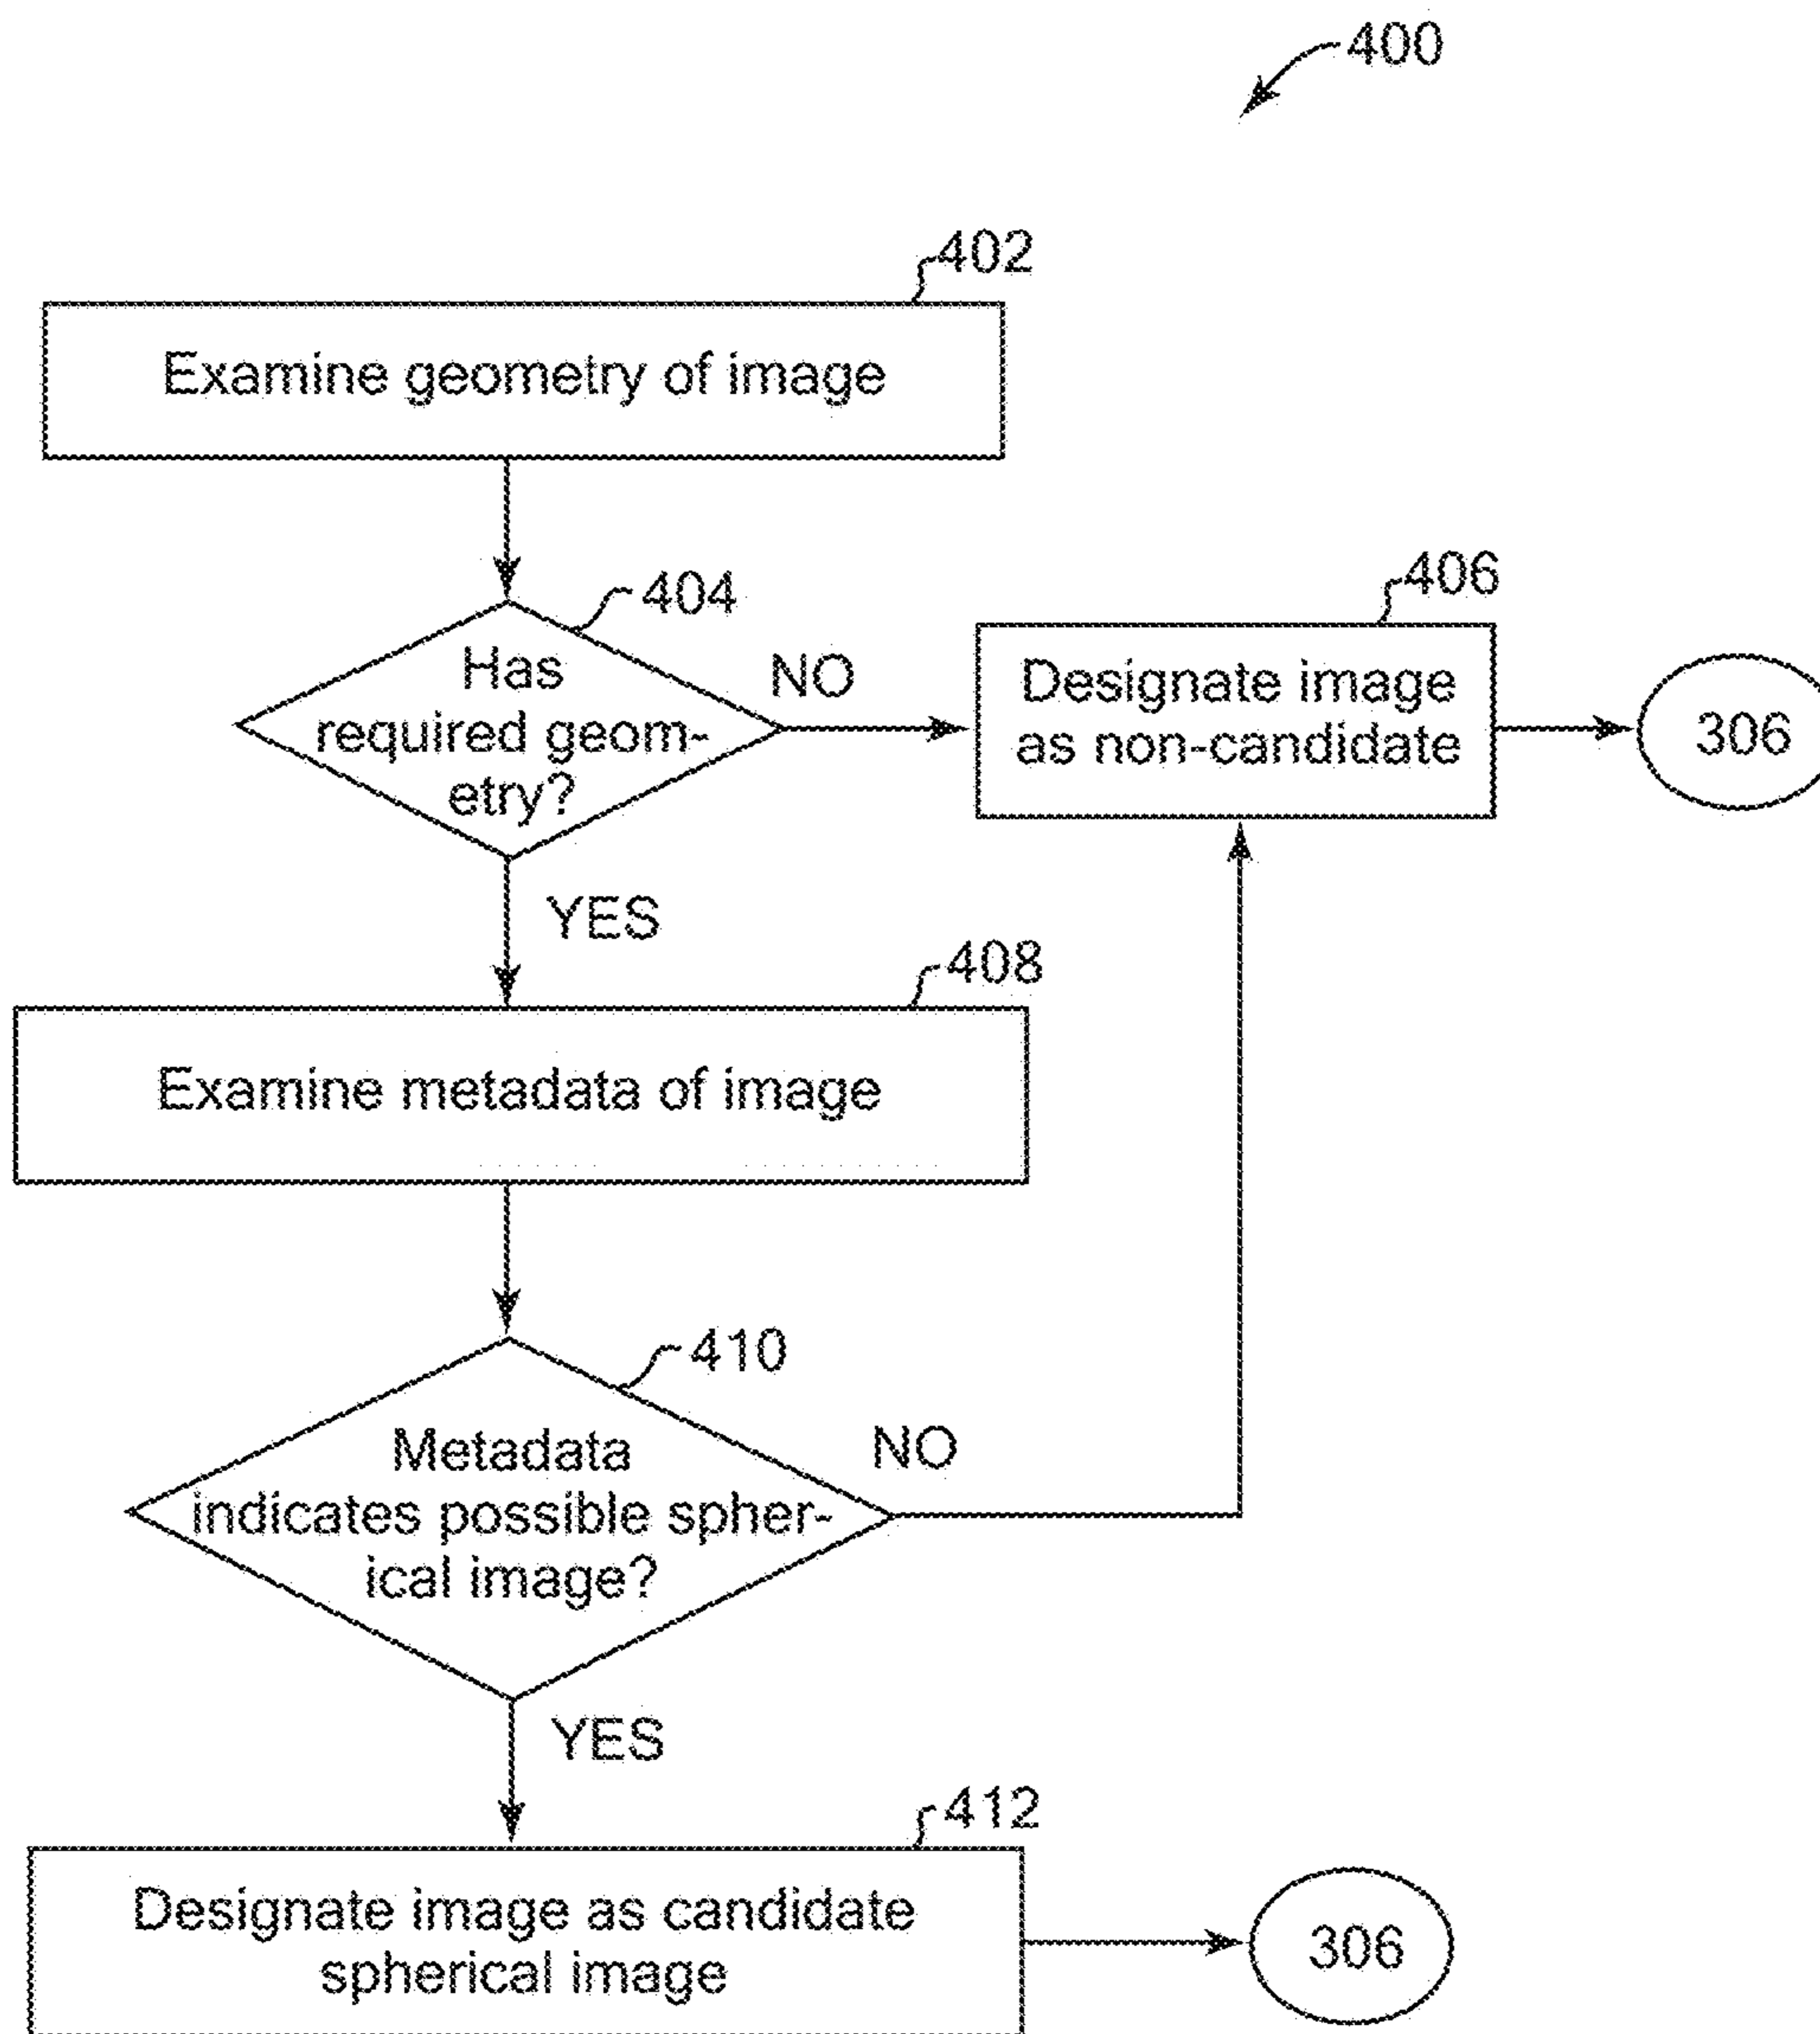 400
402
Examine geometry of image
404
Has
required geom-
etry?
NO
406
Designate image
as non-candidate
306
YES
408
Examine metadata of image
410
Metadata
indicates possible spher-
ical image?
NO
YES
412
Designate image as candidate
spherical image
306